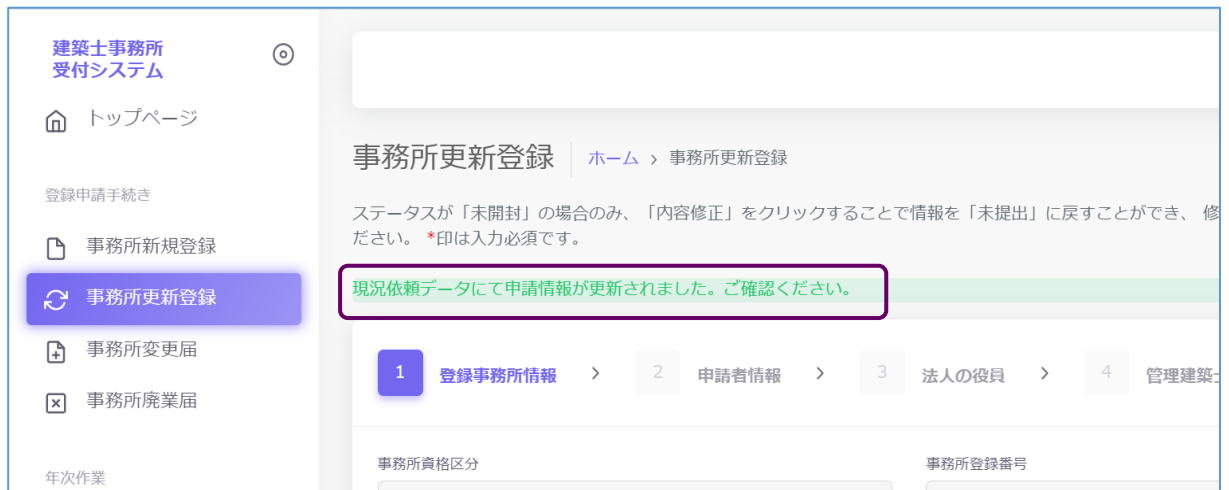 建築士事務所
受付システム
トップページ
登録申請手続き
事務所新規登録
事務所更新登録
事務所変更届
事務所廃業届
年次作業
事務所更新登録 ホーム > 事務所更新登録
ステータスが「未開封」の場合のみ、「内容修正」をクリックすることで情報を「未提出」に戻すことができ、 修
ださい。 *印は入力必須です。
現況依頼データにて申請情報が更新されました。ご確認ください。
1 登録事務所情報 > 2 申請者情報 > 3 法人の役員 > 4 管理建築士
事務所資格区分 事務所登録番号